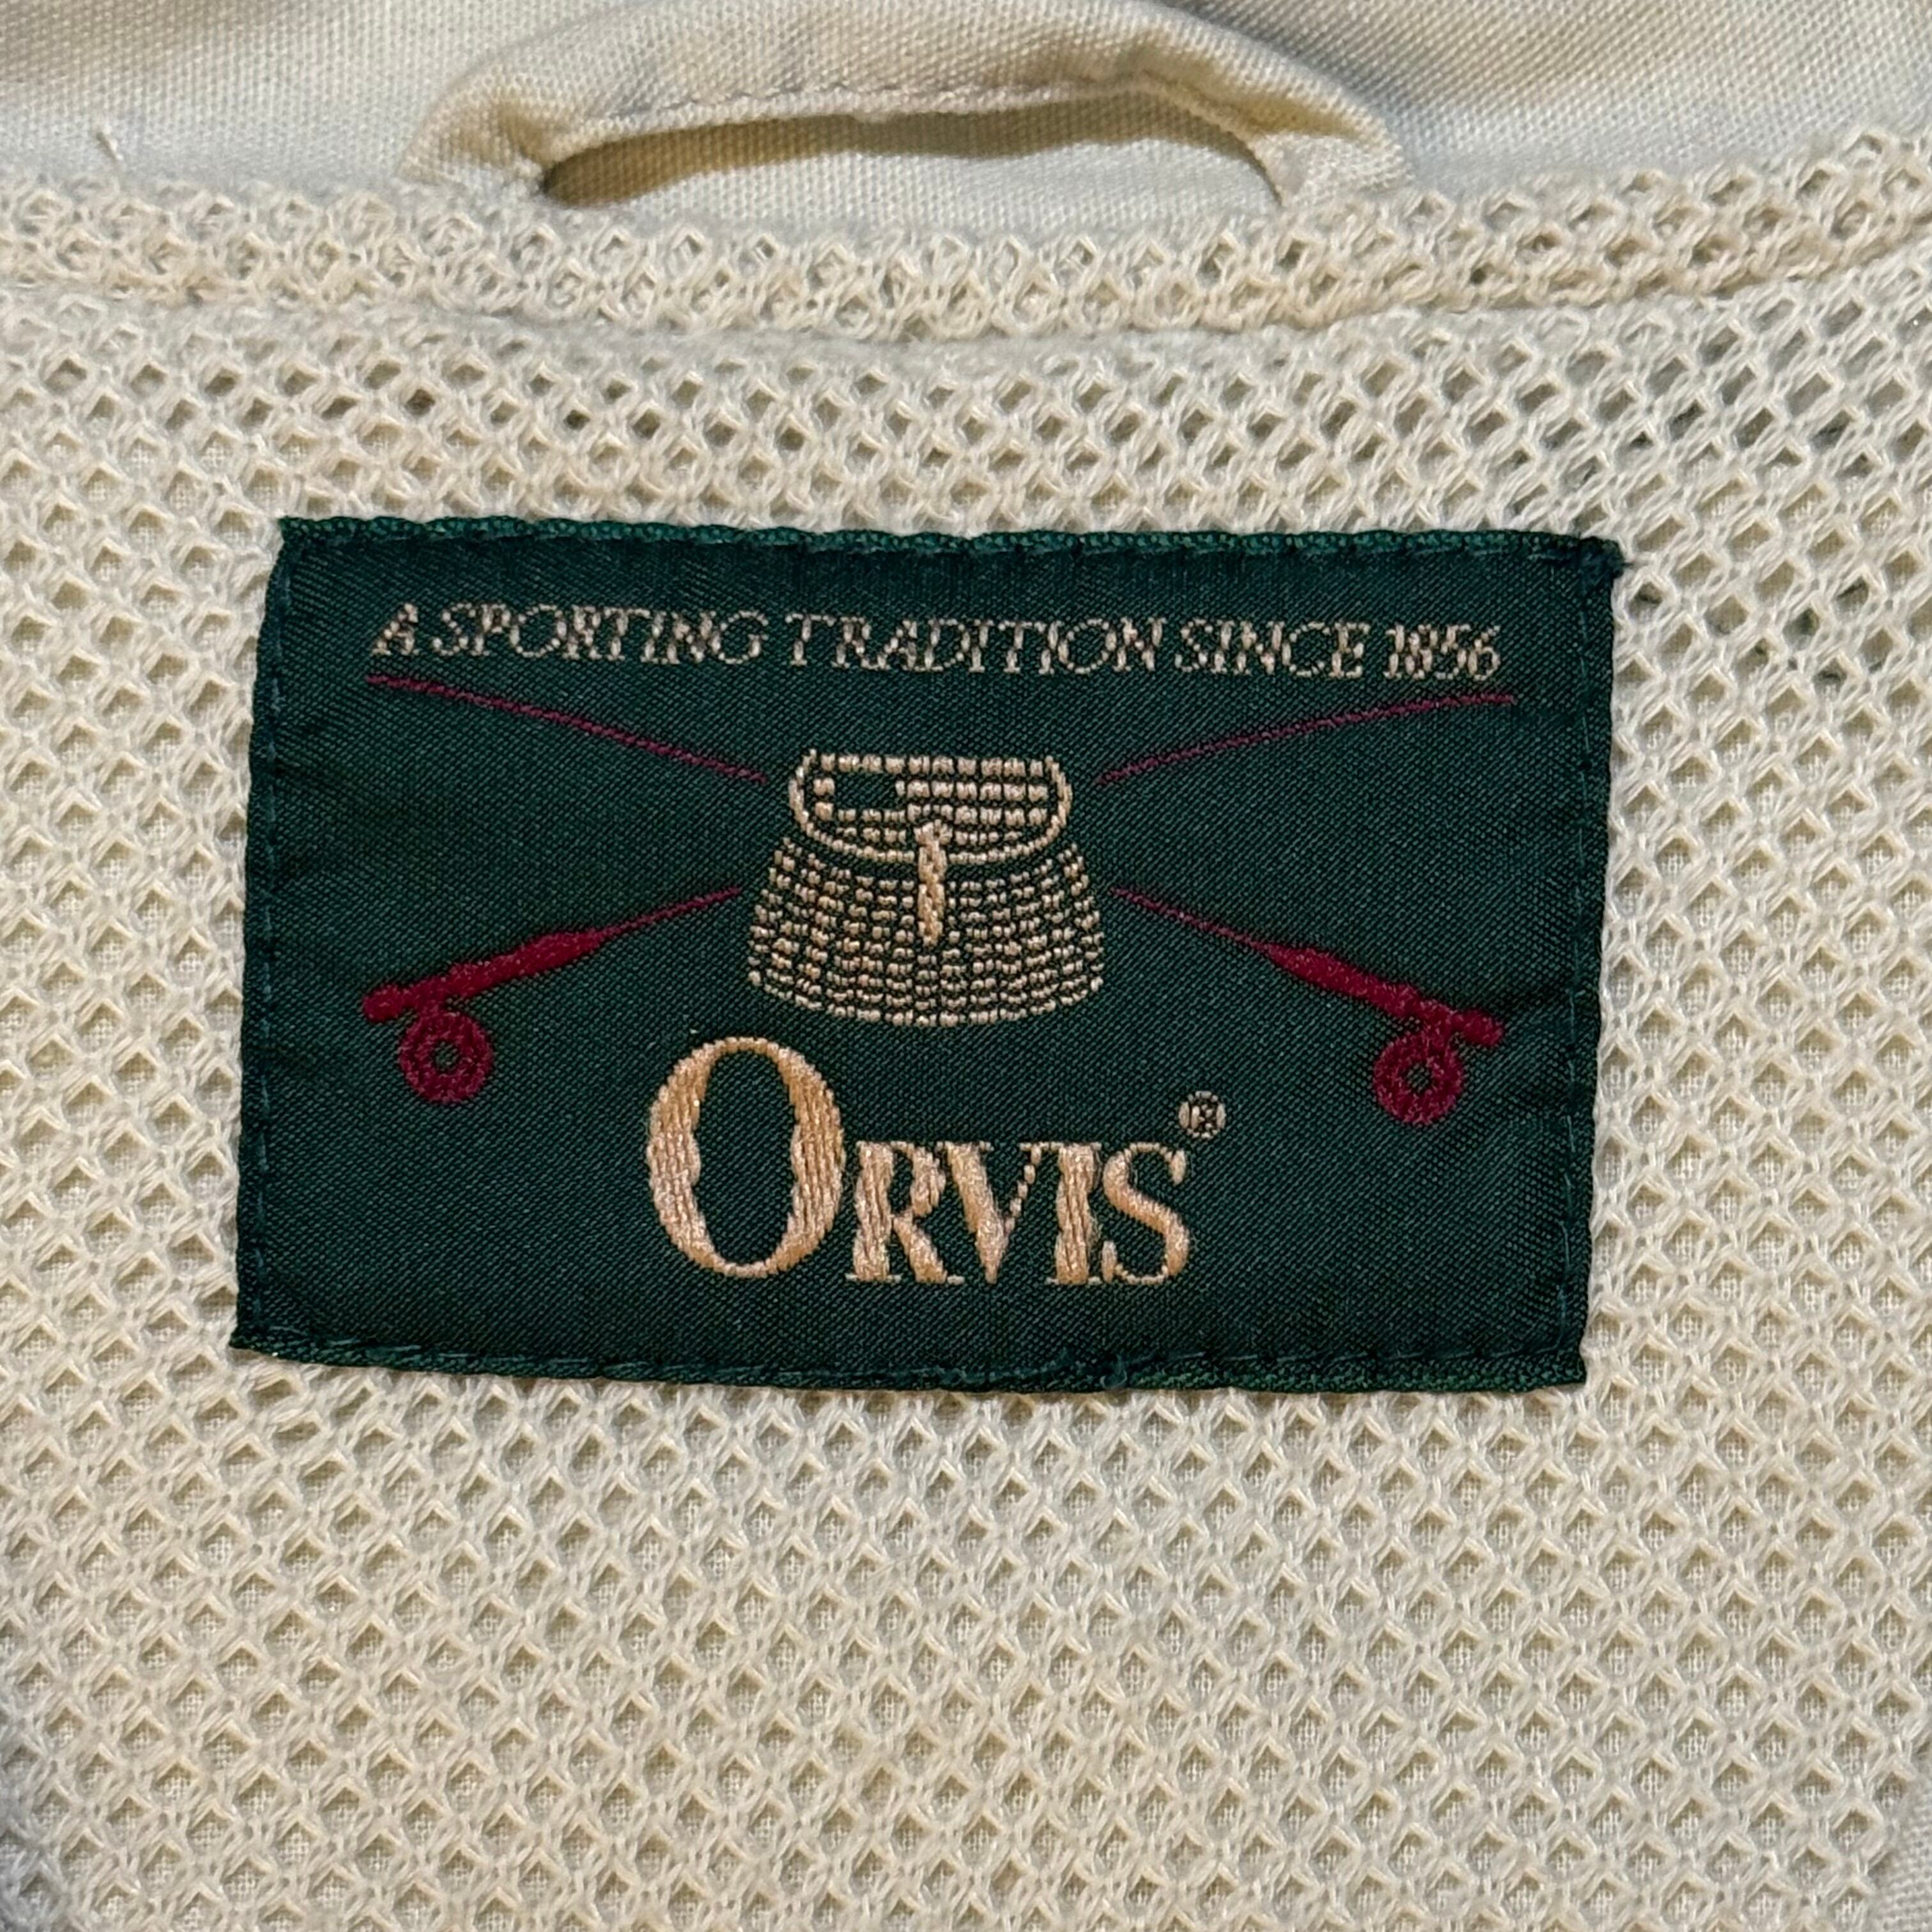 A SPORTING TRADITION SINCE 1856
ORVIS®